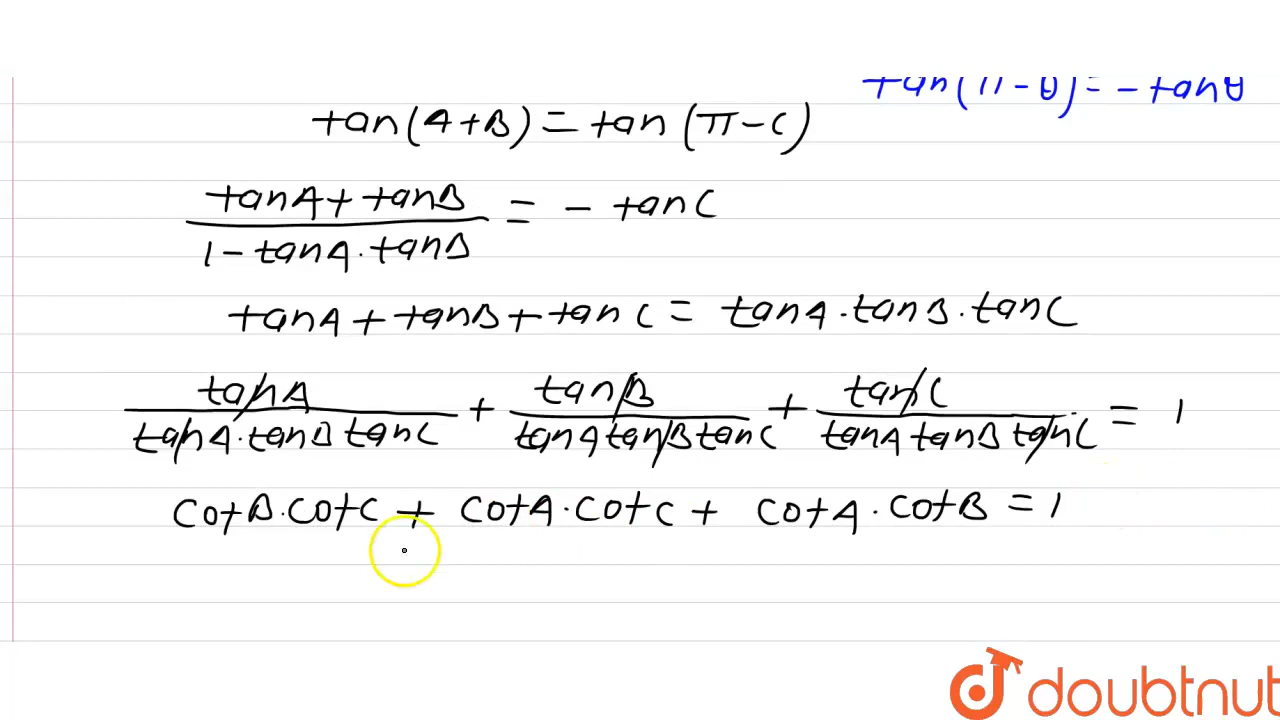 tan(π-θ)=-tanθ
tan(A+B)=tan(π-C)
tanA+tanB
1-tanA.tanB = -tanC
tanA+tanB+tanC = tanA.tanB.tanC
tanA + tanB + tanC
tanA.tanB tanC tanA tanB tanC tanA tanB tanC = 1
cotB.cotC + cotA.cotC + cotA.cotB = 1
doubtnut